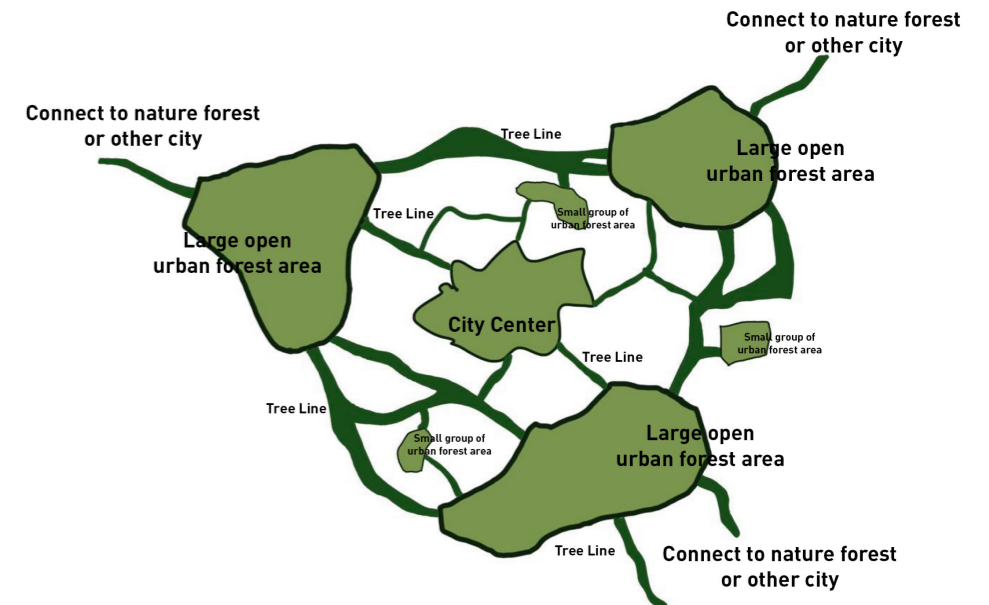 Connect to nature forest
or other city
Connect to nature forest
or other city
Tree Line
Large open
urban forest area
Tree Line
Small group of
urban forest area
Large open
urban forest area
City Center
Small group of
urban forest area
Tree Line
Tree Line
Small group of
urban forest area
Large open
urban forest area
Tree Line
Connect to nature forest
or other city